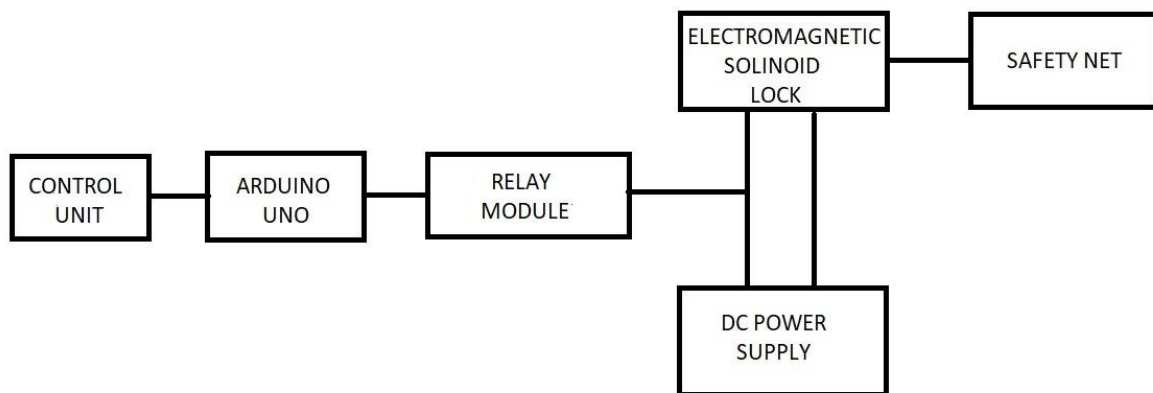 CONTROL
UNIT
ARDUINO
UNO
RELAY
MODULE
ELECTROMAGNETIC
SOLINOID
LOCK
SAFETY NET
DC POWER
SUPPLY